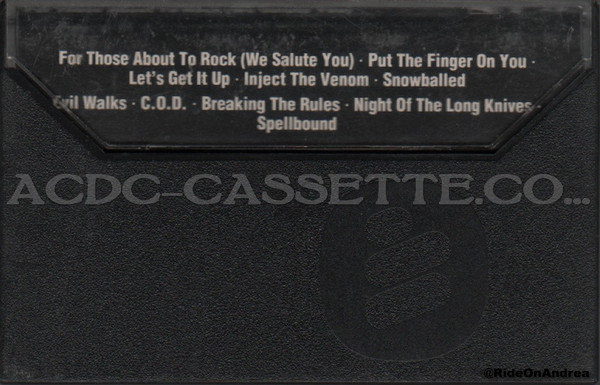 For Those About To Rock (We Salute You) · Put The Finger On You ·
Let's Get It Up · Inject The Venom · Snowballed
Evil Walks · C.O.D. · Breaking The Rules · Night Of The Long Knives ·
Spellbound
ACDC-CASSETTE.CO...
@RideOnAndrea